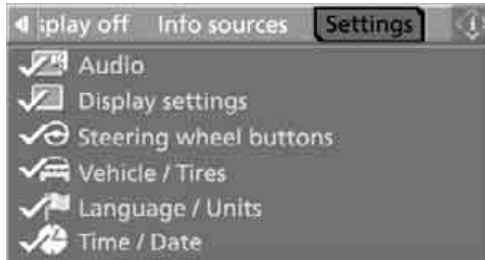 splay off Info sources Settings i
Audio
Display settings
Steering wheel buttons
Vehicle / Tires
Language / Units
Time / Date